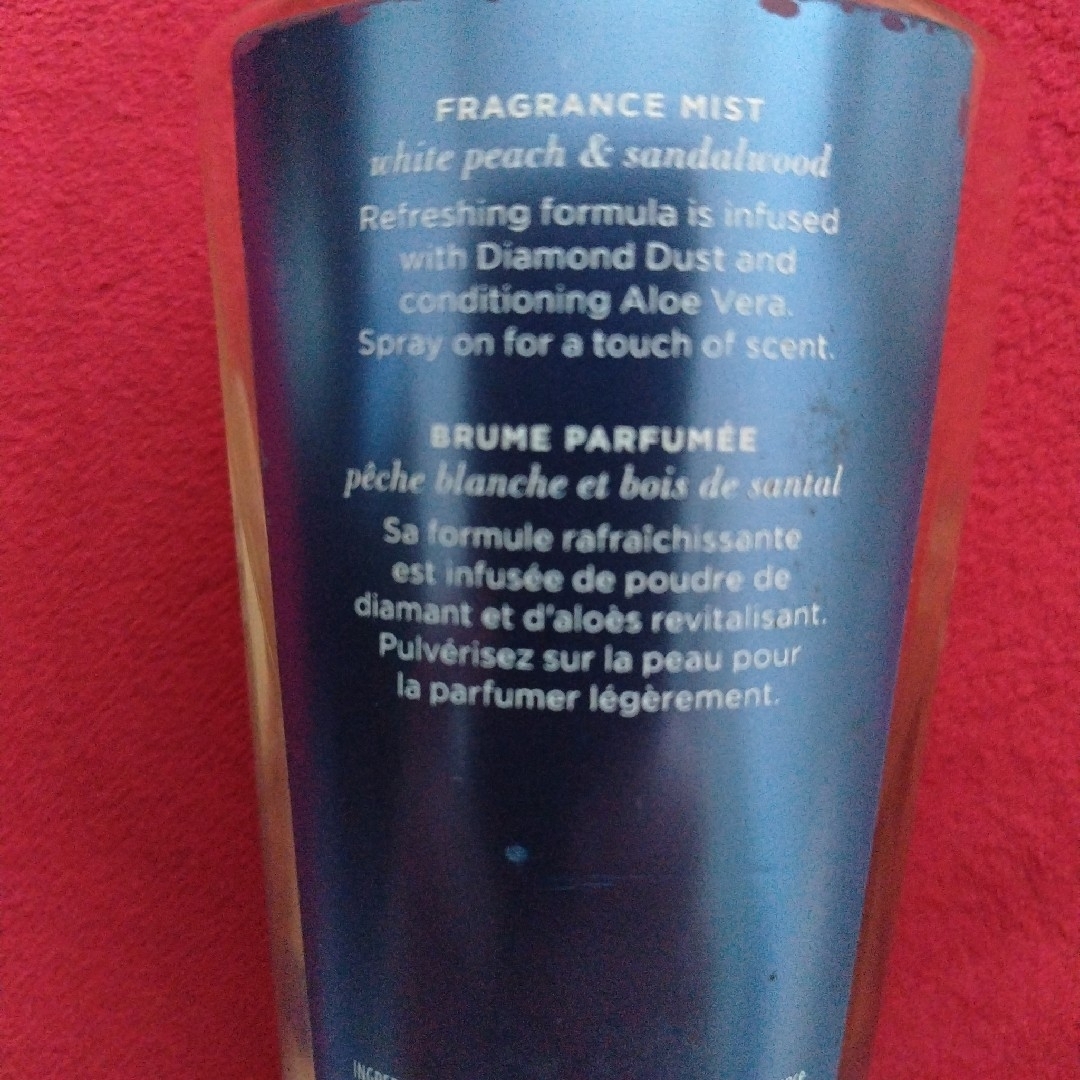 FRAGRANCE MIST
white peach & sandalwood
Refreshing formula is infused
with Diamond Dust and
conditioning Aloe Vera.
Spray on for a touch of scent.
BRUME PARFUMÉE
pêche blanche et bois de santal
Sa formule rafraîchissante
est infusée de poudre de
diamant et d'aloès revitalisant.
Pulvérisez sur la peau pour
la parfumer légèrement.